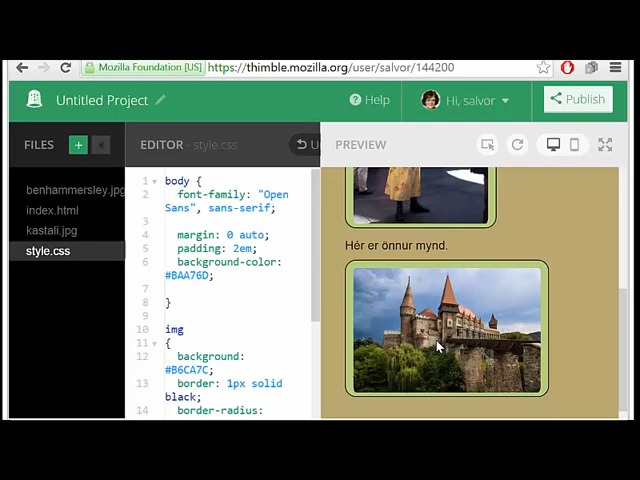 Mozilla Foundation [US] https://thimble.mozilla.org/user/salvor/144200
Untitled Project Help Hi, salvor Publish
FILES EDITOR - style.css PREVIEW
benhammersley.jpg
index.html
kastali.jpg
style.css
1 body {
2 font-family: "Open
Sans", sans-serif;
3
4 margin: 0 auto;
5 padding: 2em;
6 background-color:
#BAA76D;
7
8 }
9
10 img
11 {
12 background:
#B6CA7C;
13 border: 1px solid
black;
14 border-radius:
Hér er önnur mynd.